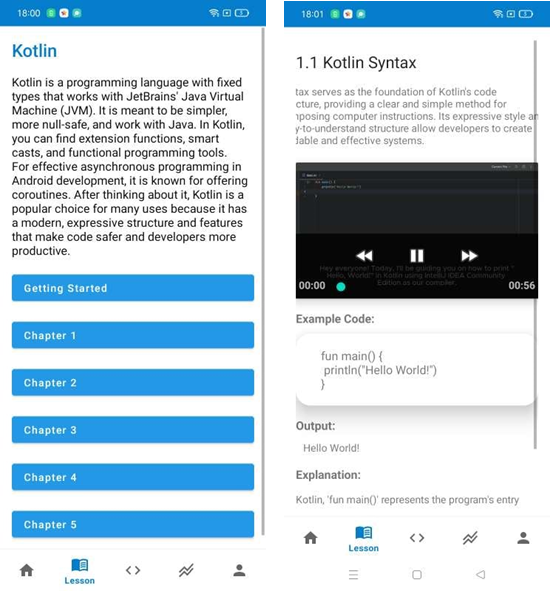 18:00
Kotlin
Kotlin is a programming language with fixed
types that works with JetBrains' Java Virtual
Machine (JVM). It is meant to be simpler,
more null-safe, and work with Java. In Kotlin,
you can find extension functions, smart
casts, and functional programming tools.
For effective asynchronous programming in
Android development, it is known for offering
coroutines. After thinking about it, Kotlin is a
popular choice for many uses because it has
a modern, expressive structure and features
that make code safer and developers more
productive.
Getting Started
Chapter 1
Chapter 2
Chapter 3
Chapter 4
Chapter 5
Lesson
18:01
1.1 Kotlin Syntax
tax serves as the foundation of Kotlin's code
cture, providing a clear and simple method for
nposing computer instructions. Its expressive style an
y-to-understand structure allow developers to create
dable and effective systems.
Hey everyone! Today, I'll be guiding you on how to print "
Hello, World!" in Kotlin using IntelliJ IDEA Community
Edition as our compiler.
00:00
00:56
Example Code:
fun main() {
println("Hello World!")
}
Output:
Hello World!
Explanation:
Kotlin, 'fun main()' represents the program's entry
Lesson